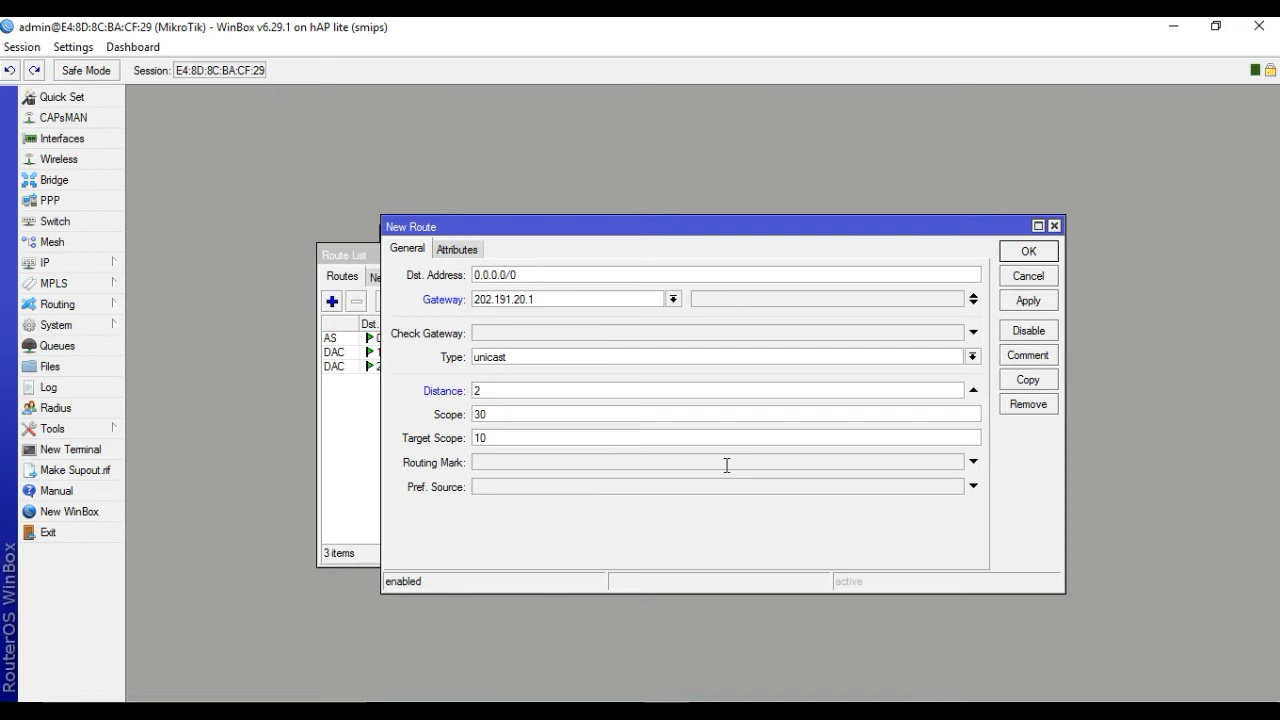 admin@E4:8D:8C:BA:CF:29 (MikroTik) - WinBox v6.29.1 on hAP lite (smips)
Session Settings Dashboard
Safe Mode Session: E4:8D:8C:BA:CF:29
Quick Set
CAPsMAN
Interfaces
Wireless
Bridge
PPP
Switch
Mesh
IP
MPLS
Routing
System
Queues
Files
Log
Radius
Tools
New Terminal
Make Supout.rif
Manual
New WinBox
Exit
RouterOS WinBox
Route List
Routes Ne
Dst.
AS 0
DAC 1
DAC 2
3 items
New Route
General Attributes
Dst. Address: 0.0.0.0/0
Gateway: 202.191.20.1
Check Gateway:
Type: unicast
Distance: 2
Scope: 30
Target Scope: 10
Routing Mark:
Pref. Source:
OK
Cancel
Apply
Disable
Comment
Copy
Remove
enabled active